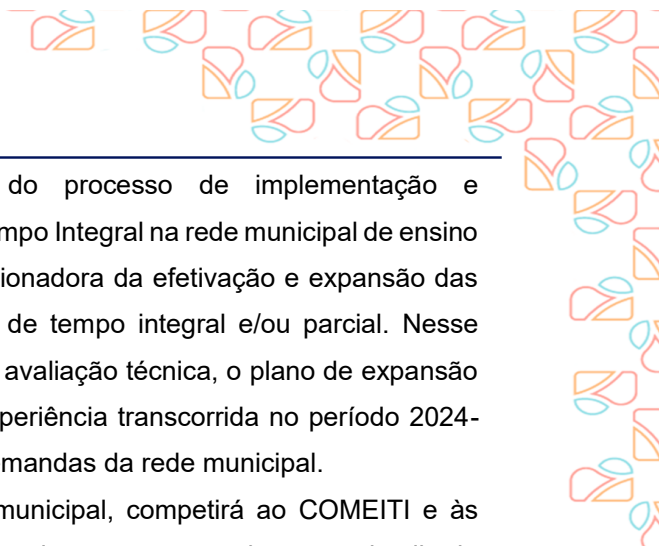 do processo de implementação e
mpo Integral na rede municipal de ensino
ionadora da efetivação e expansão das
de tempo integral e/ou parcial. Nesse
avaliação técnica, o plano de expansão
periência transcorrida no período 2024-
mandas da rede municipal.
municipal, competirá ao COMEITI e às